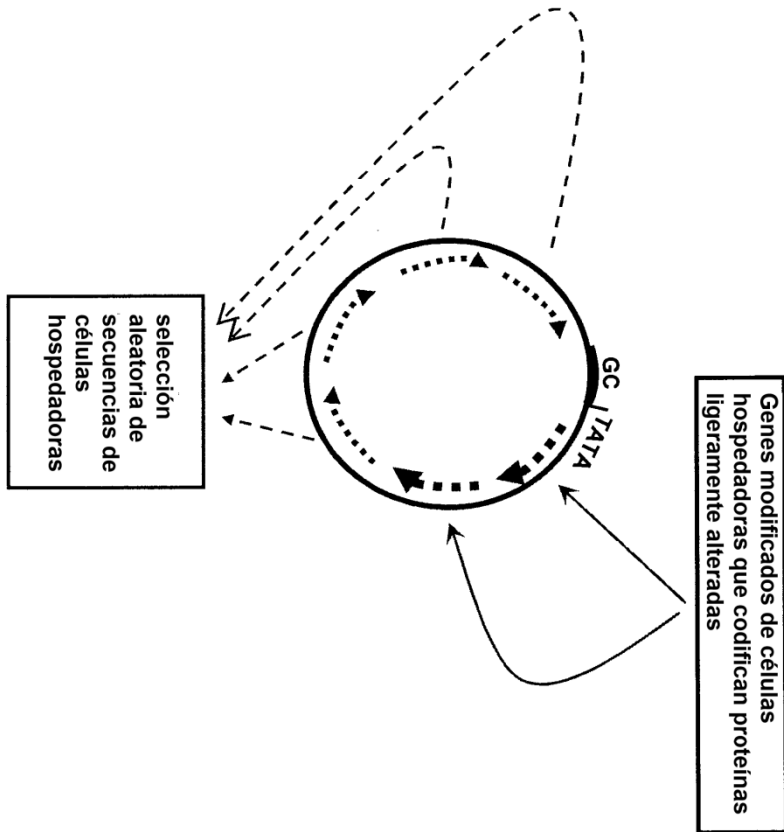 Genes modificados de células
hospedadoras que codifican proteínas
ligeramente alteradas
GC
TATA
selección
aleatoria de
secuencias de
células
hospedadoras